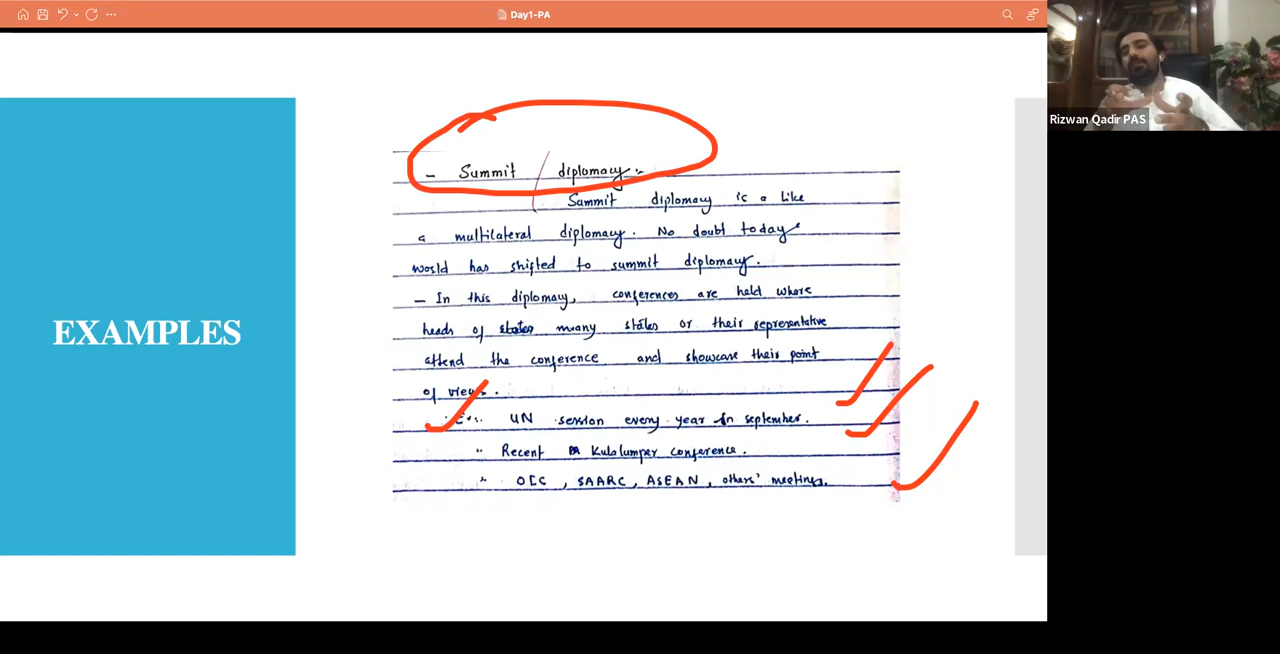 Day1-PA
Rizwan Qadir PAS
EXAMPLES
- Summit diplomacy:-
Summit diplomacy is a like
a multilateral diplomacy. No doubt today
world has shifted to summit diplomacy.
- In this diplomacy, conferences are held where
heads of states many states or their representative
attend the conference and showcase their point
of views.
UN session every year in september.
" Recent Kualumper conference.
" OIC, SAARC, ASEAN, others' meetings.